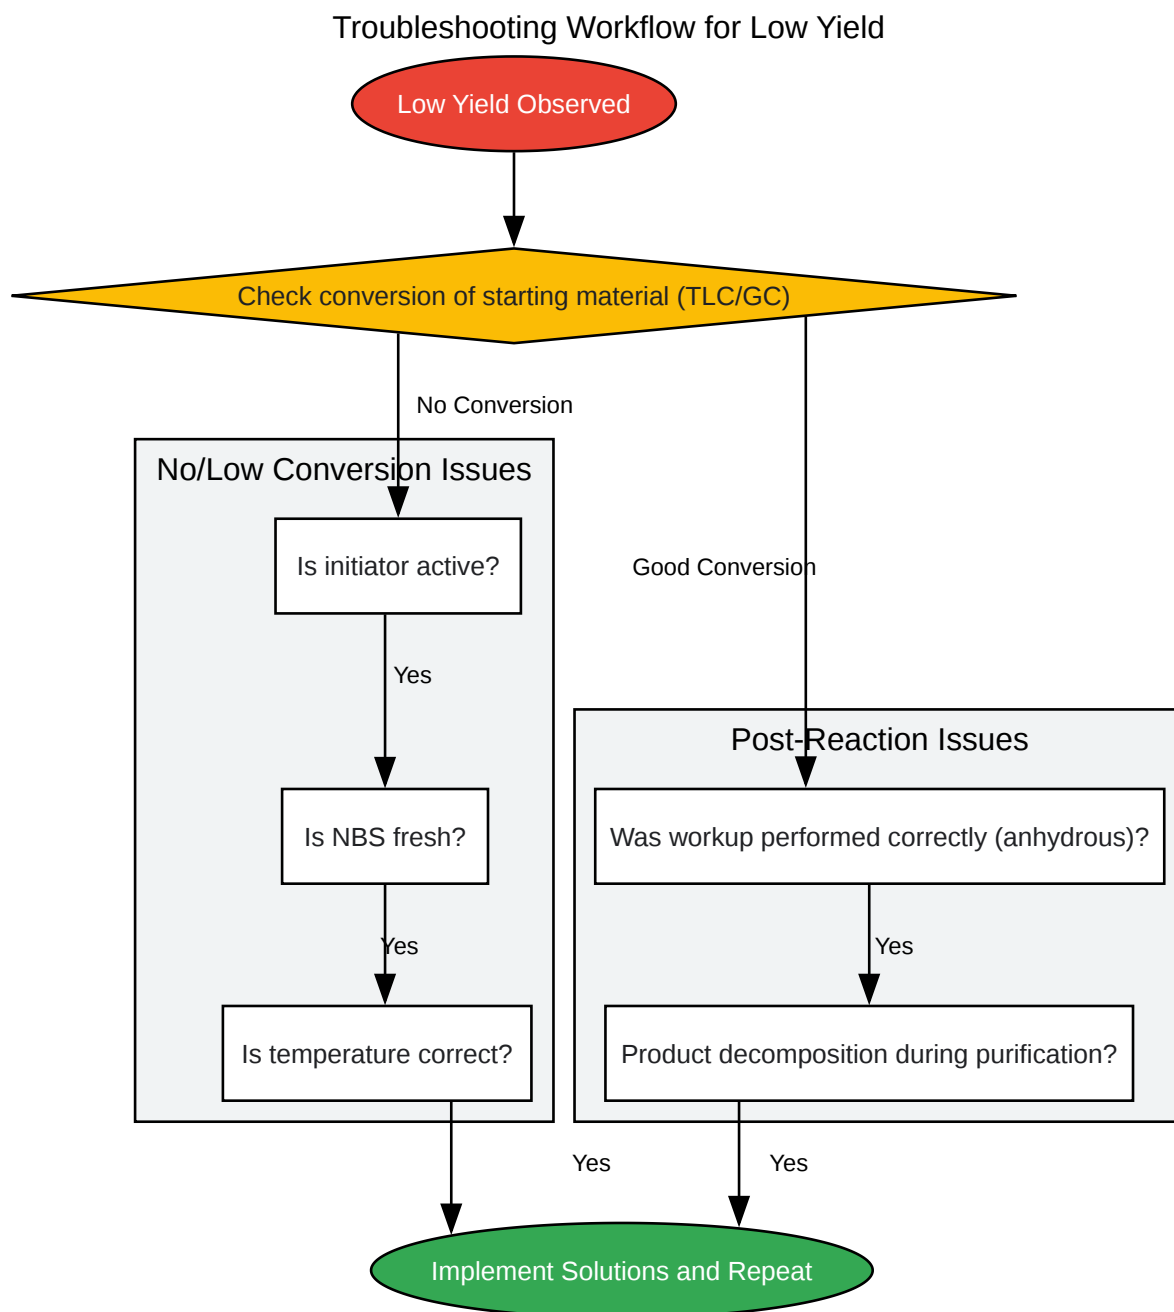 Troubleshooting Workflow for Low Yield
Low Yield Observed
Check conversion of starting material (TLC/GC)
No Conversion
No/Low Conversion Issues
Is initiator active?
Good Conversion
Yes
Post-Reaction Issues
Is NBS fresh?
Was workup performed correctly (anhydrous)?
Yes
Yes
Is temperature correct?
Product decomposition during purification?
Yes
Yes
Implement Solutions and Repeat